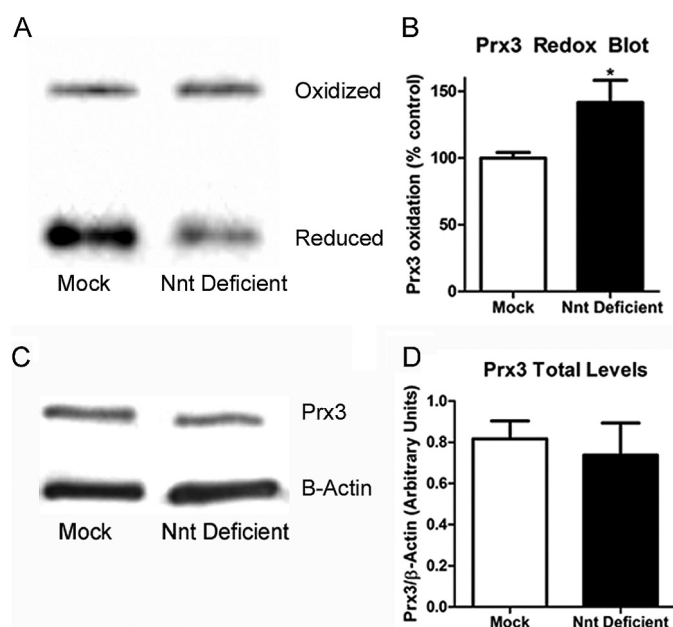 A
Oxidized
Reduced
Mock Nnt Deficient
B
Prx3 Redox Blot
Prx3 oxidation (% control)
150
100
50
0
*
Mock Nnt Deficient
C
Prx3
B-Actin
Mock Nnt Deficient
D
Prx3 Total Levels
Prx3/β-Actin (Arbitrary Units)
1.0
0.8
0.6
0.4
0.2
0.0
Mock Nnt Deficient